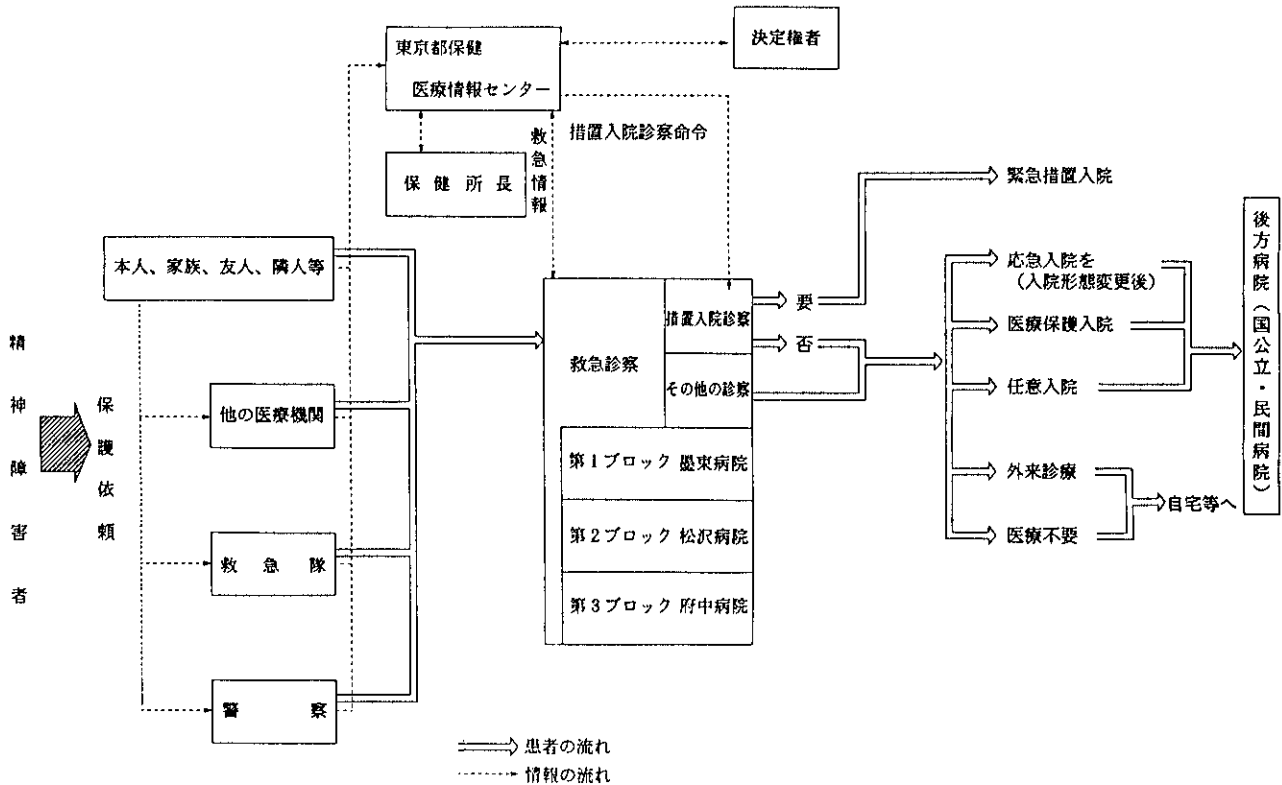 東京都保健
医療情報センター
決定権者
保健所長
救急情報
措置入院診察命令
緊急措置入院
本人、家族、友人、隣人等
精神障害者
保護依頼
他の医療機関
救急隊
警察
救急診察
措置入院診察
その他の診察
第1ブロック 墨東病院
第2ブロック 松沢病院
第3ブロック 府中病院
要
否
応急入院を
(入院形態変更後)
医療保護入院
任意入院
外来診療
医療不要
自宅等へ
後方病院(国公立・民間病院)
患者の流れ
情報の流れ